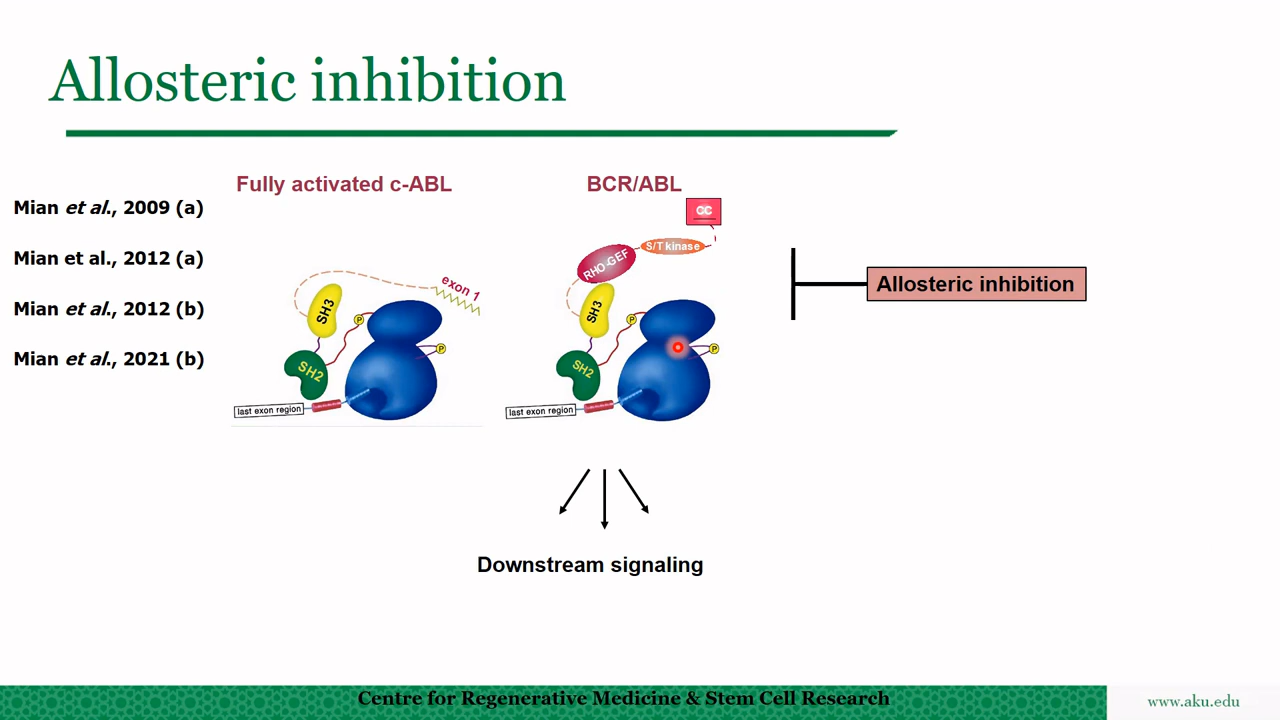 Allosteric inhibition
Fully activated c-ABL
BCR/ABL
Mian et al., 2009 (a)
Mian et al., 2012 (a)
Mian et al., 2012 (b)
Mian et al., 2021 (b)
exon 1
SH3
P
P
SH2
last exon region
CC
S/T kinase
RHO-GEF
SH3
P
P
SH2
last exon region
Allosteric inhibition
Downstream signaling
Centre for Regenerative Medicine & Stem Cell Research
www.aku.edu